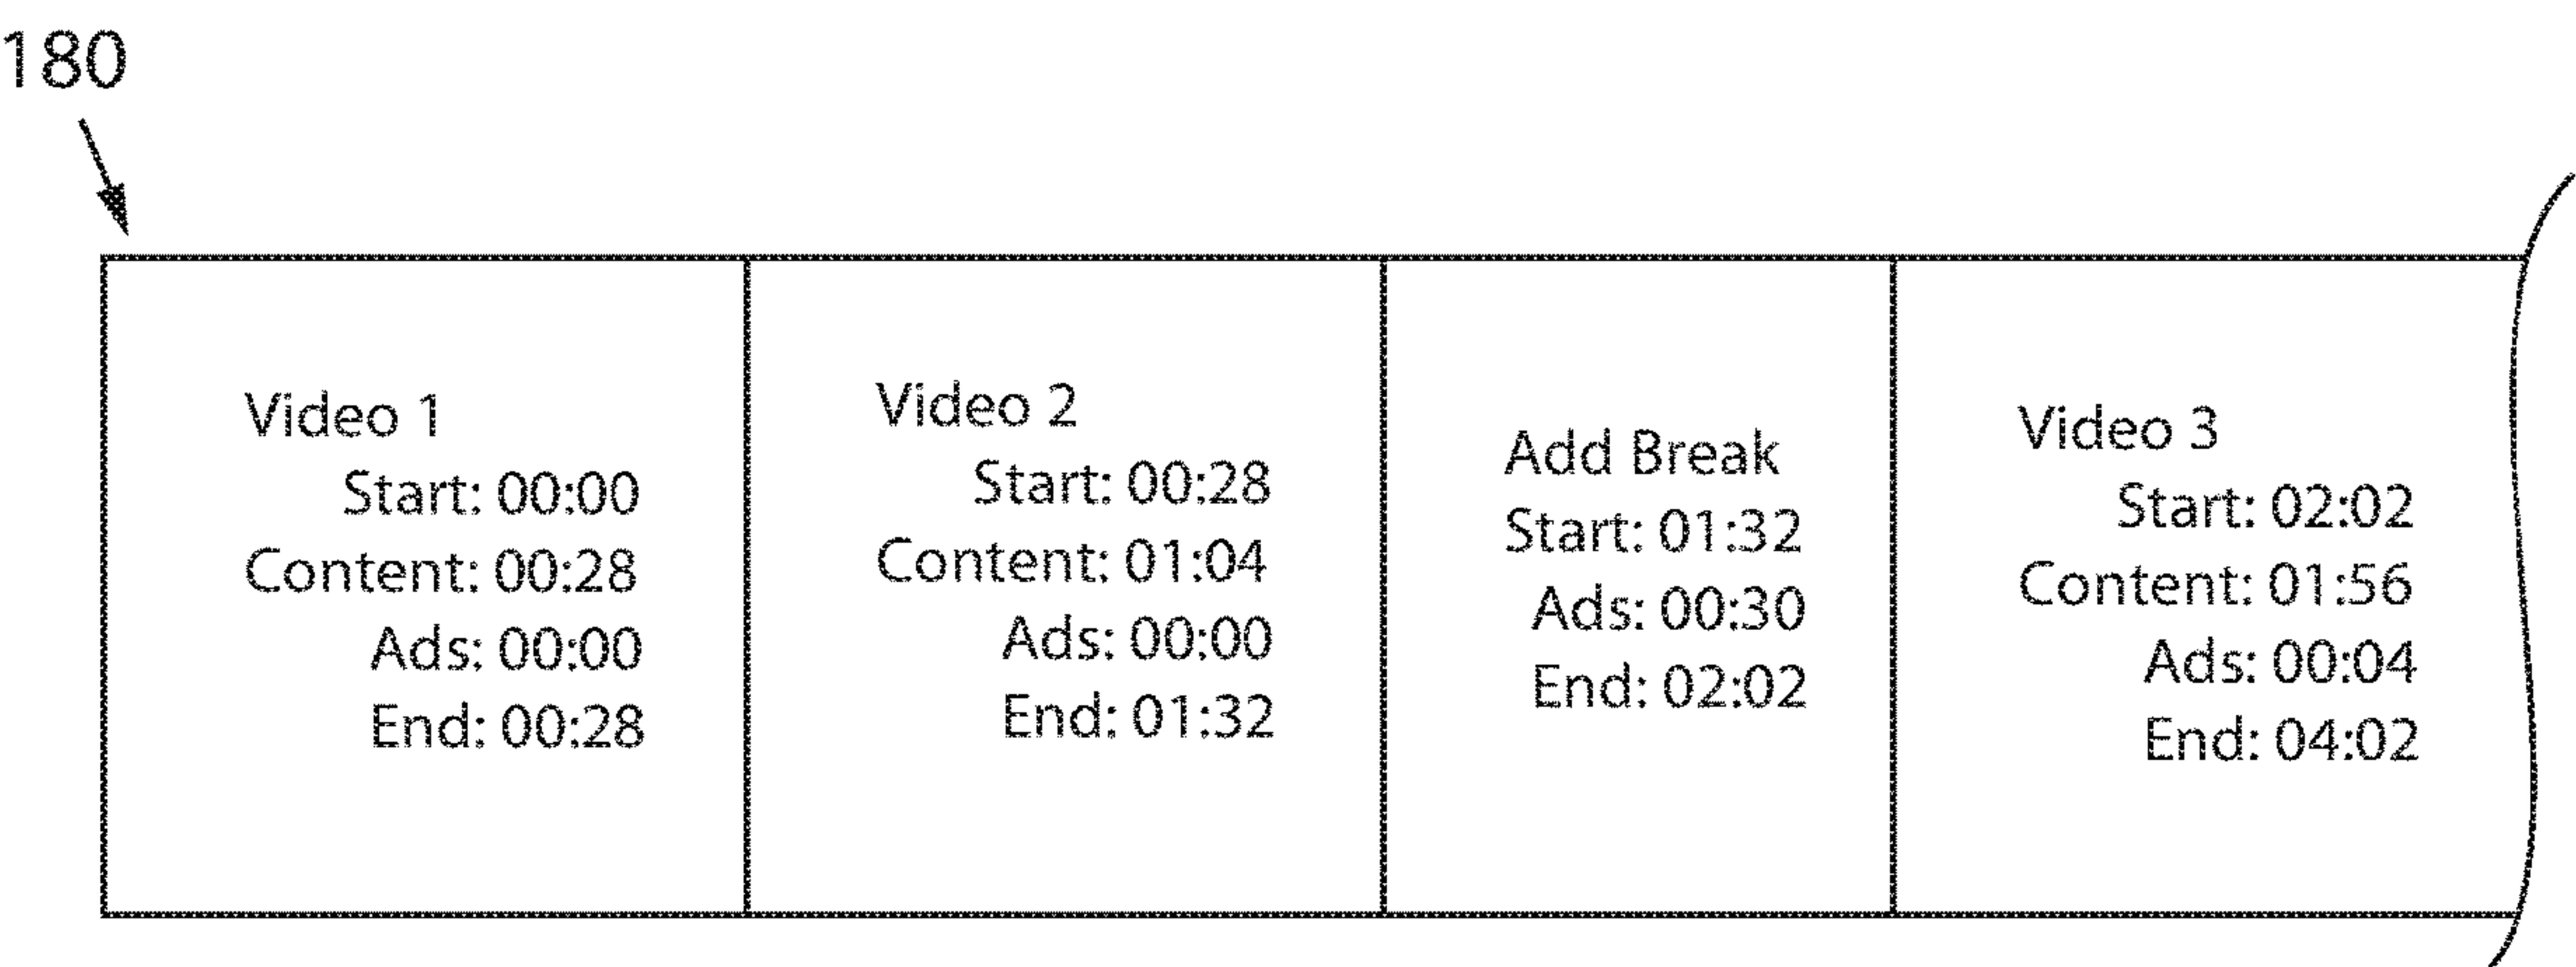 180
Video 1
Start: 00:00
Content: 00:28
Ads: 00:00
End: 00:28
Video 2
Start: 00:28
Content: 01:04
Ads: 00:00
End: 01:32
Add Break
Start: 01:32
Ads: 00:30
End: 02:02
Video 3
Start: 02:02
Content: 01:56
Ads: 00:04
End: 04:02